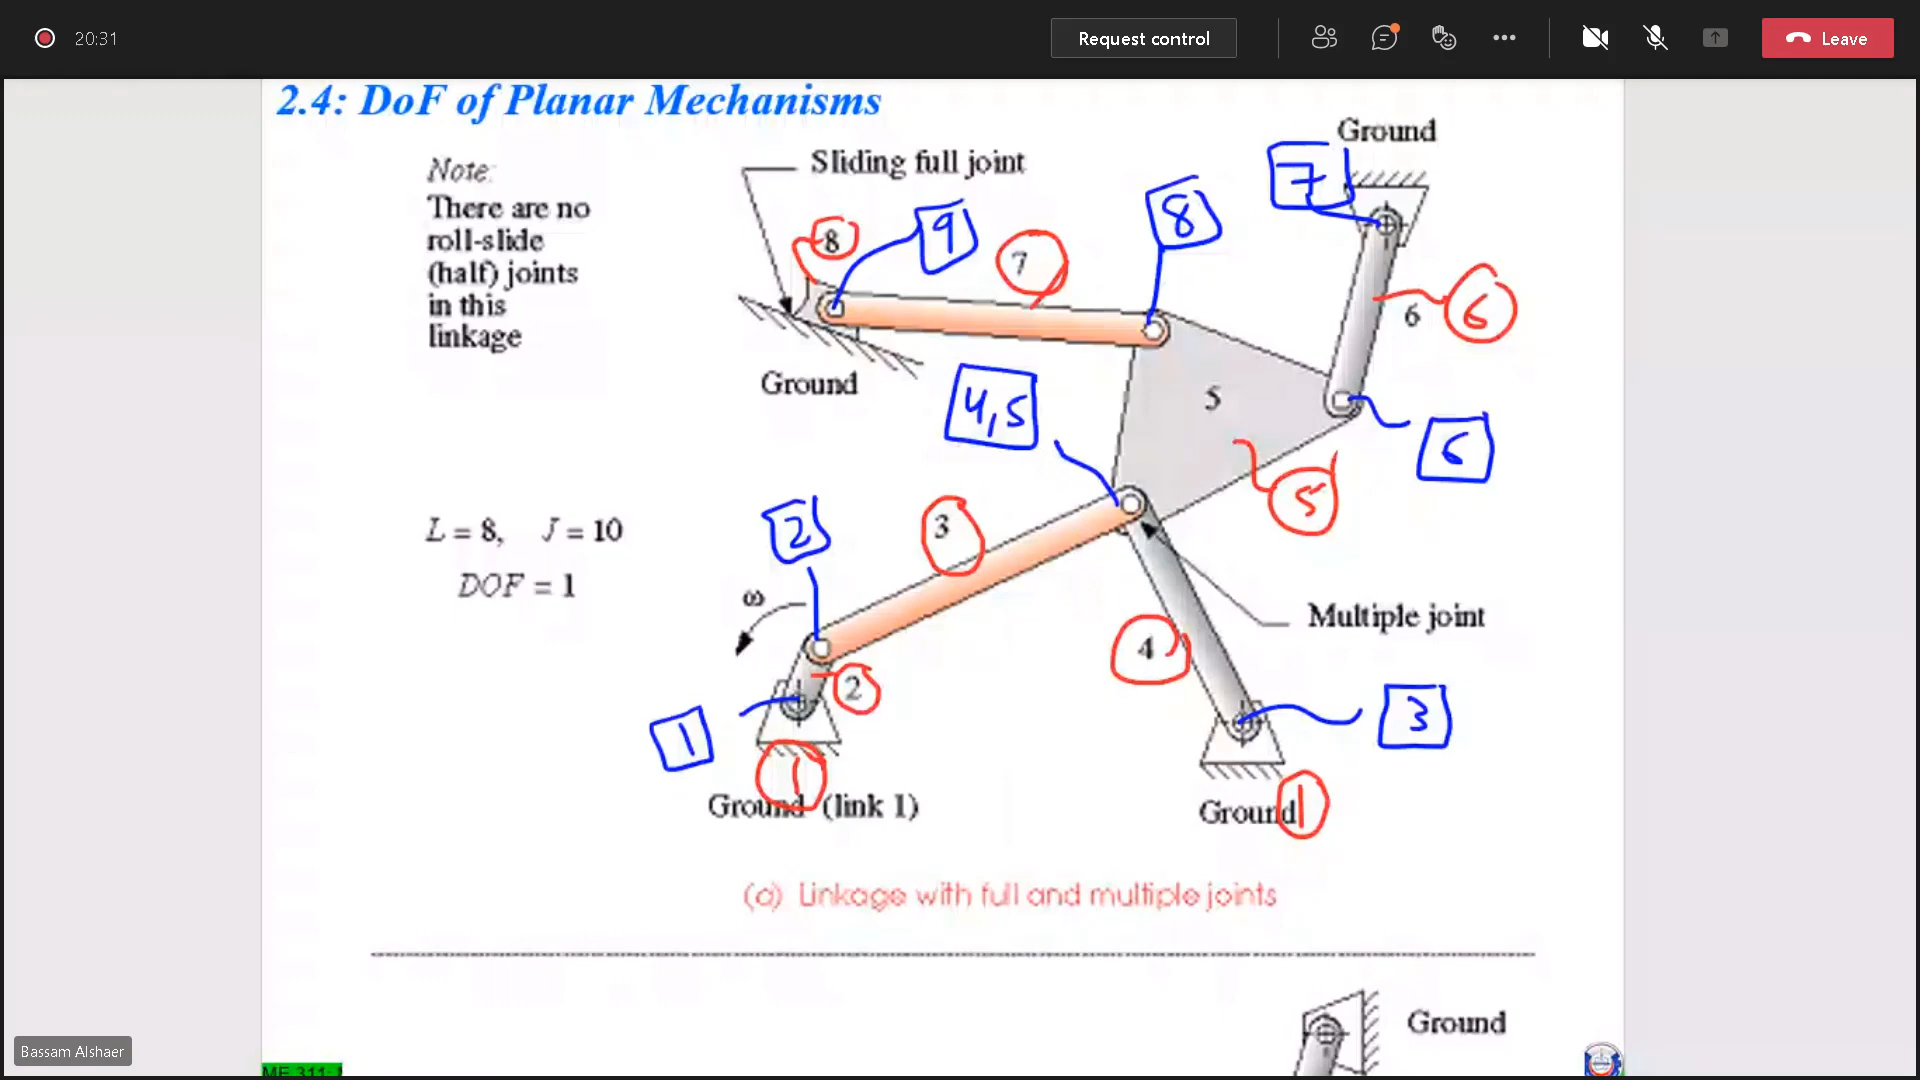 20:31
Request control
Leave
2.4: DoF of Planar Mechanisms
Ground
Note:
There are no
roll-slide
(half) joints
in this
linkage
Sliding full joint
7
8
9
7
8
6
6
Ground
4,5
5
6
5
L = 8, J = 10
DOF = 1
2
3
ω
Multiple joint
4
2
1
3
1
Ground (link 1)
Ground
1
(a) Linkage with full and multiple joints
Ground
Bassam Alshaer
ME 311: